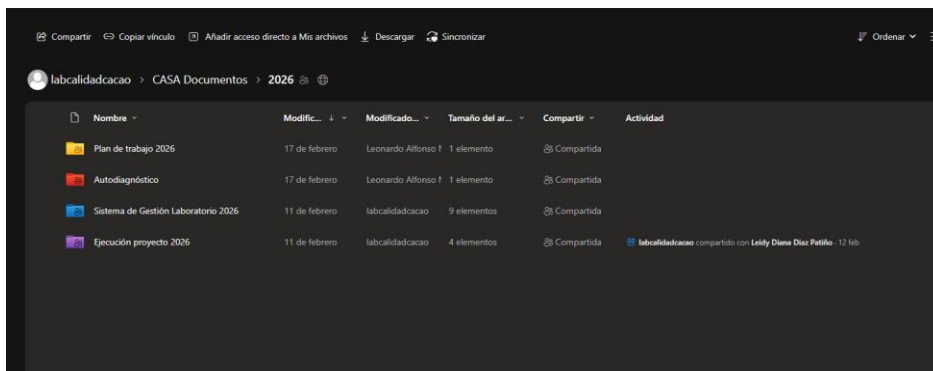 Compartir Copiar vínculo Añadir acceso directo a Mis archivos Descargar Sincronizar Ordenar
labcalidadcacao > CASA Documentos > 2026
Nombre Modific... Modificado... Tamaño del ar... Compartir Actividad
Plan de trabajo 2026 17 de febrero Leonardo Alfonso 1 elemento Compartida
Autodiagnóstico 17 de febrero Leonardo Alfonso 1 elemento Compartida
Sistema de Gestión Laboratorio 2026 11 de febrero labcalidadcacao 9 elementos Compartida
Ejecución proyecto 2026 11 de febrero labcalidadcacao 4 elementos Compartida labcalidadcacao compartido con Leidy Diana Diaz Patiño - 12 feb